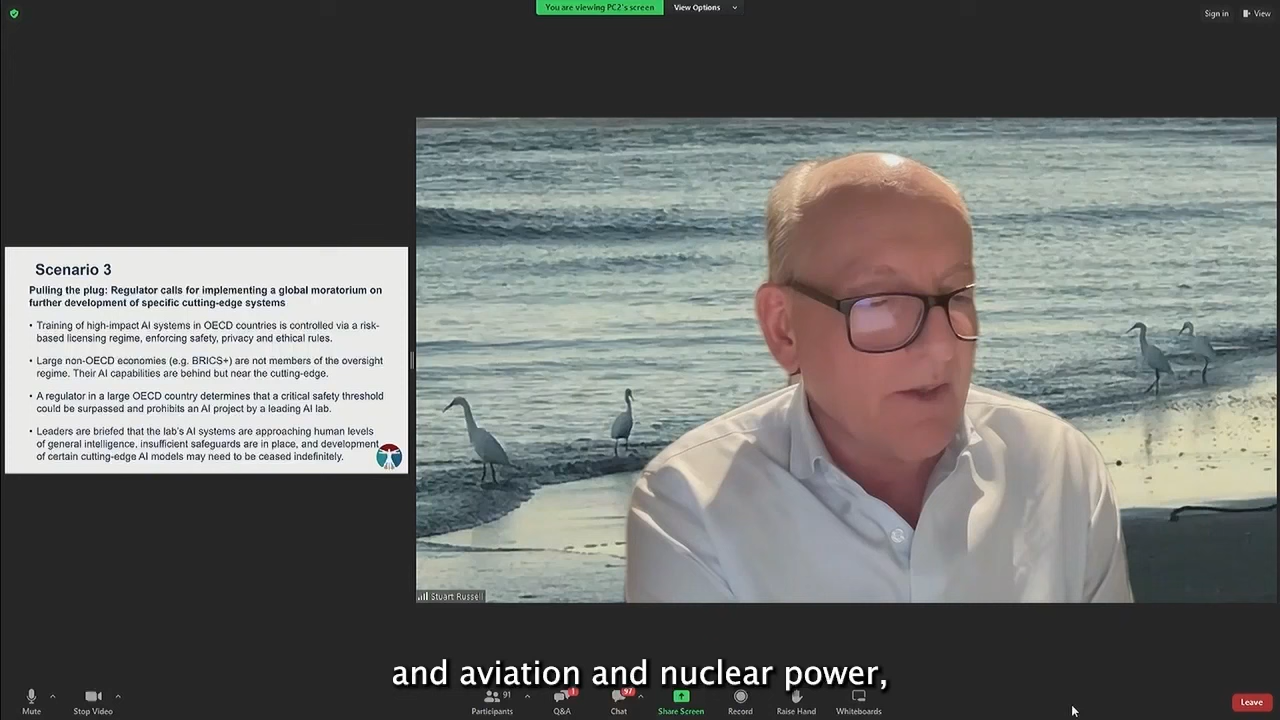 You are viewing PC2's screen
View Options
Sign in
View
Scenario 3
Pulling the plug: Regulator calls for implementing a global moratorium on
further development of specific cutting-edge systems
• Training of high-impact AI systems in OECD countries is controlled via a risk-
based licensing regime, enforcing safety, privacy and ethical rules.
• Large non-OECD economies (e.g. BRICS+) are not members of the oversight
regime. Their AI capabilities are behind but near the cutting-edge.
• A regulator in a large OECD country determines that a critical safety threshold
could be surpassed and prohibits an AI project by a leading AI lab.
• Leaders are briefed that the lab's AI systems are approaching human levels
of general intelligence, insufficient safeguards are in place, and development
of certain cutting-edge AI models may need to be ceased indefinitely.
Stuart Russell
and aviation and nuclear power,
Mute
Stop Video
91
Participants
1
Q&A
97
Chat
Share Screen
Record
Raise Hand
Whiteboards
Leave